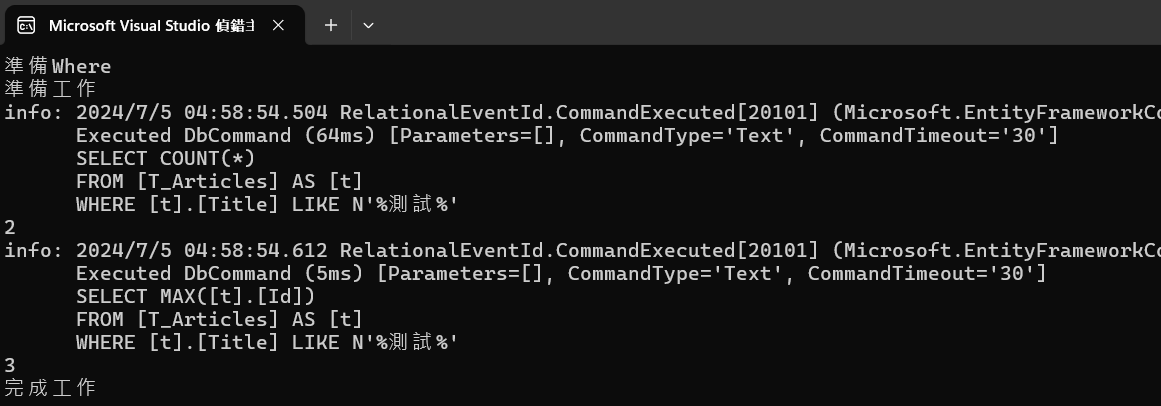 Microsoft Visual Studio 偵錯主
準備Where
準備工作
info: 2024/7/5 04:58:54.504 RelationalEventId.CommandExecuted[20101] (Microsoft.EntityFrameworkCo
Executed DbCommand (64ms) [Parameters=[], CommandType='Text', CommandTimeout='30']
SELECT COUNT(*)
FROM [T_Articles] AS [t]
WHERE [t].[Title] LIKE N'%測試%'
2
info: 2024/7/5 04:58:54.612 RelationalEventId.CommandExecuted[20101] (Microsoft.EntityFrameworkCo
Executed DbCommand (5ms) [Parameters=[], CommandType='Text', CommandTimeout='30']
SELECT MAX([t].[Id])
FROM [T_Articles] AS [t]
WHERE [t].[Title] LIKE N'%測試%'
3
完成工作